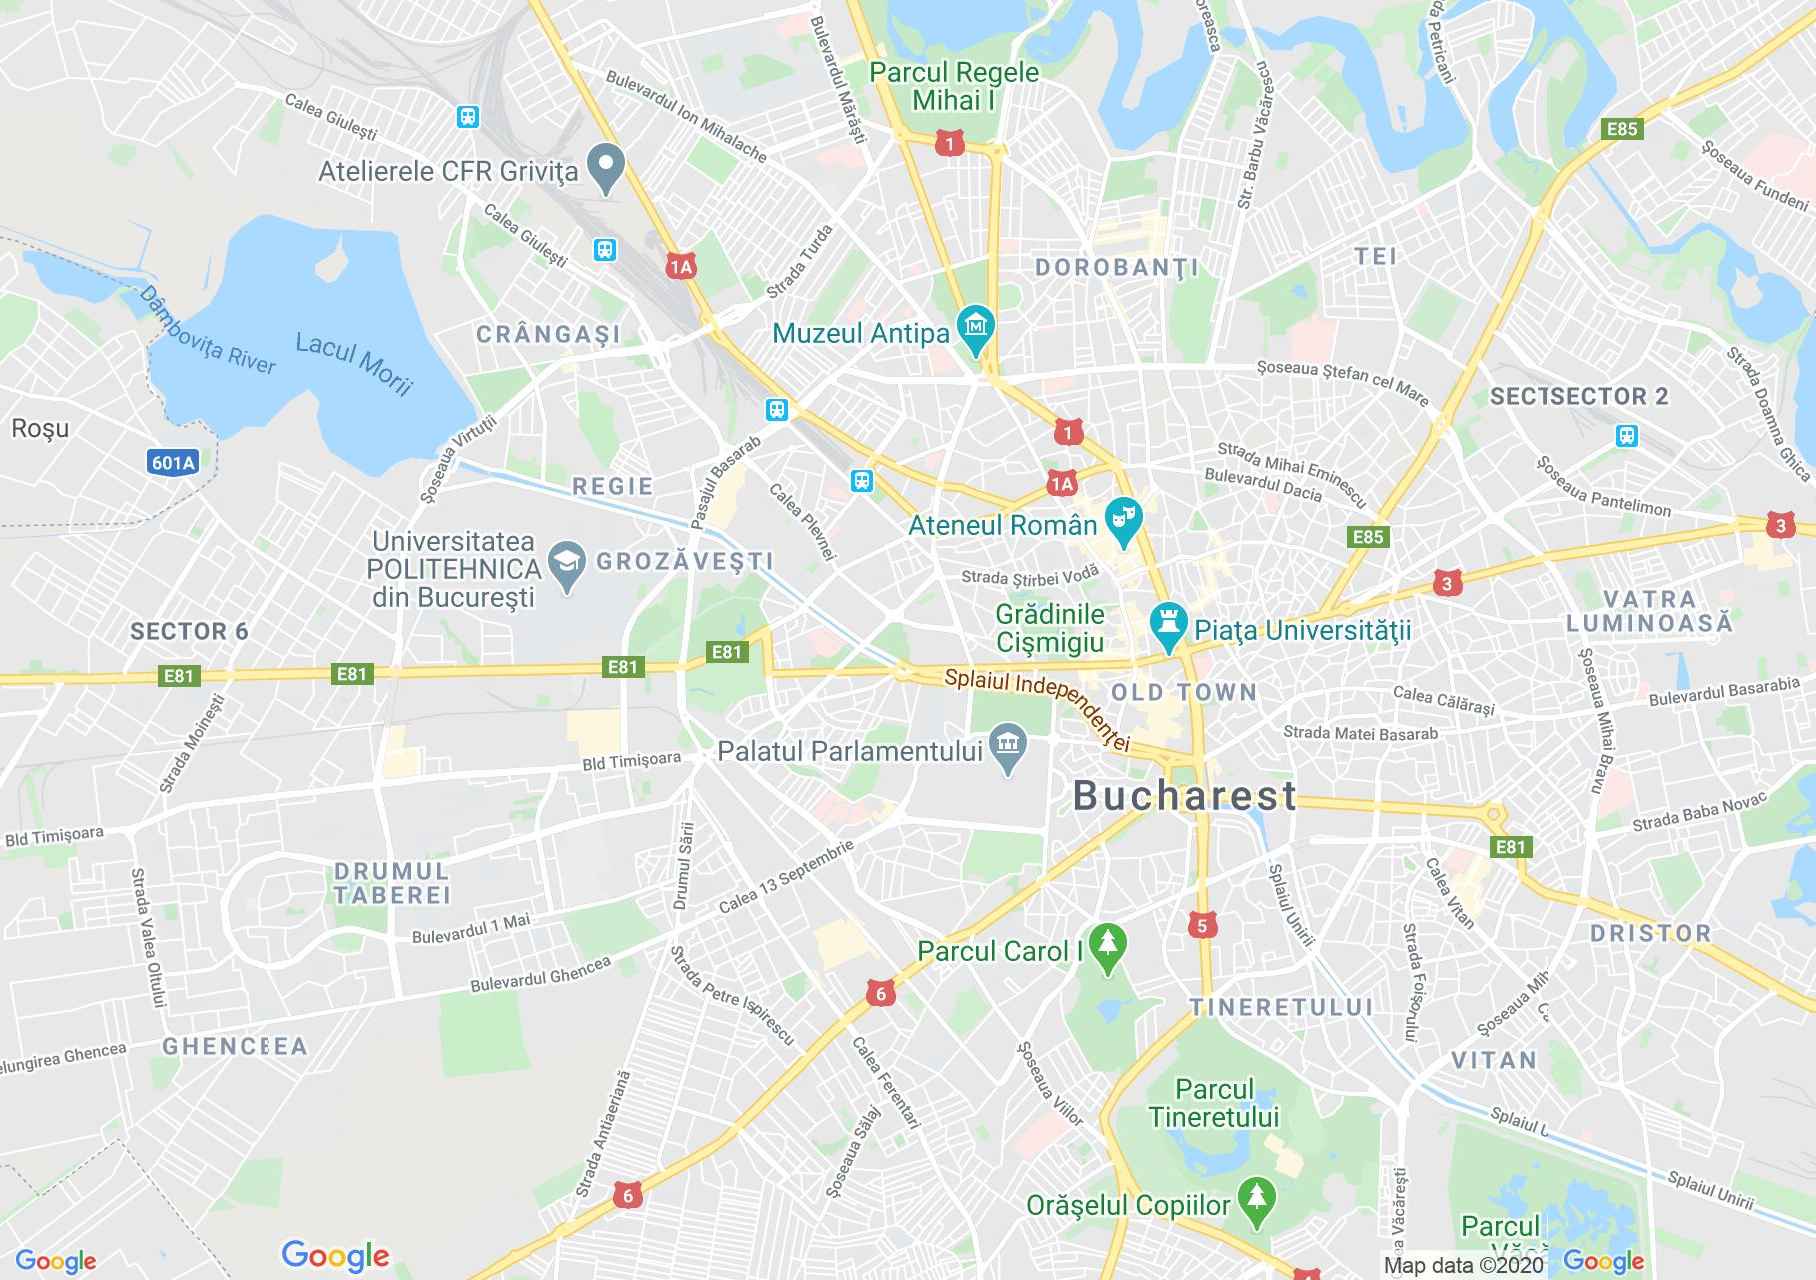 oreasca
da Petricani
Bulevardul Mărăşti
Parcul Regele
Mihai I
Bulevardul Ion Mihalache
Str. Barbu Văcărescu
Calea Giuleşti
E85
1
Şoseaua Fundeni
Atelierele CFR Griviţa
Calea Giuleşti
Strada Turda
1A
DOROBANŢI
TEI
Dâmboviţa River
Lacul Morii
CRÂNGAŞI
Muzeul Antipa
Şoseaua Ştefan cel Mare
Strada Doamna Ghica
SECTSECTOR 2
Roşu
601A
Şoseaua Virtuţii
Pasajul Basarab
1
Strada Mihai Eminescu
Bulevardul Dacia
Şoseaua Pantelimon
REGIE
Calea Plevnei
1A
Ateneul Român
3
E85
Universitatea
POLITEHNICA
din Bucureşti
GROZĂVEŞTI
Strada Ştirbei Vodă
3
VATRA
LUMINOASĂ
Grădinile
Cişmigiu
Piaţa Universităţii
SECTOR 6
E81
E81
E81
E81
Splaiul Independenţei
OLD TOWN
Calea Călăraşi
Bulevardul Basarabia
Şoseaua Mihai Bravu
Strada Matei Basarab
Strada Moineşti
Bld Timişoara
Palatul Parlamentului
Bucharest
Strada Baba Novac
Bld Timişoara
E81
DRUMUL
TABEREI
Drumul Sării
Calea 13 Septembrie
Splaiul Unirii
Calea Vitan
Strada Valea Oltului
Bulevardul 1 Mai
5
DRISTOR
Strada Foişorului
Parcul Carol I
Bulevardul Ghencea
Strada Petre Ispirescu
6
TINERETULUI
Şoseaua Mih
Ca
GHENCEEA
elungirea Ghencea
Calea Ferentari
Şoseaua Viilor
VITAN
Parcul
Tineretului
Strada Antiaeriană
Şoseaua Sălaj
Splaiul U
Splaiul Unirii
6
Orăşelul Copiilor
ea Văcăreşti
Parcul
Văcă
Google
Google
Map data ©2020
Google
4